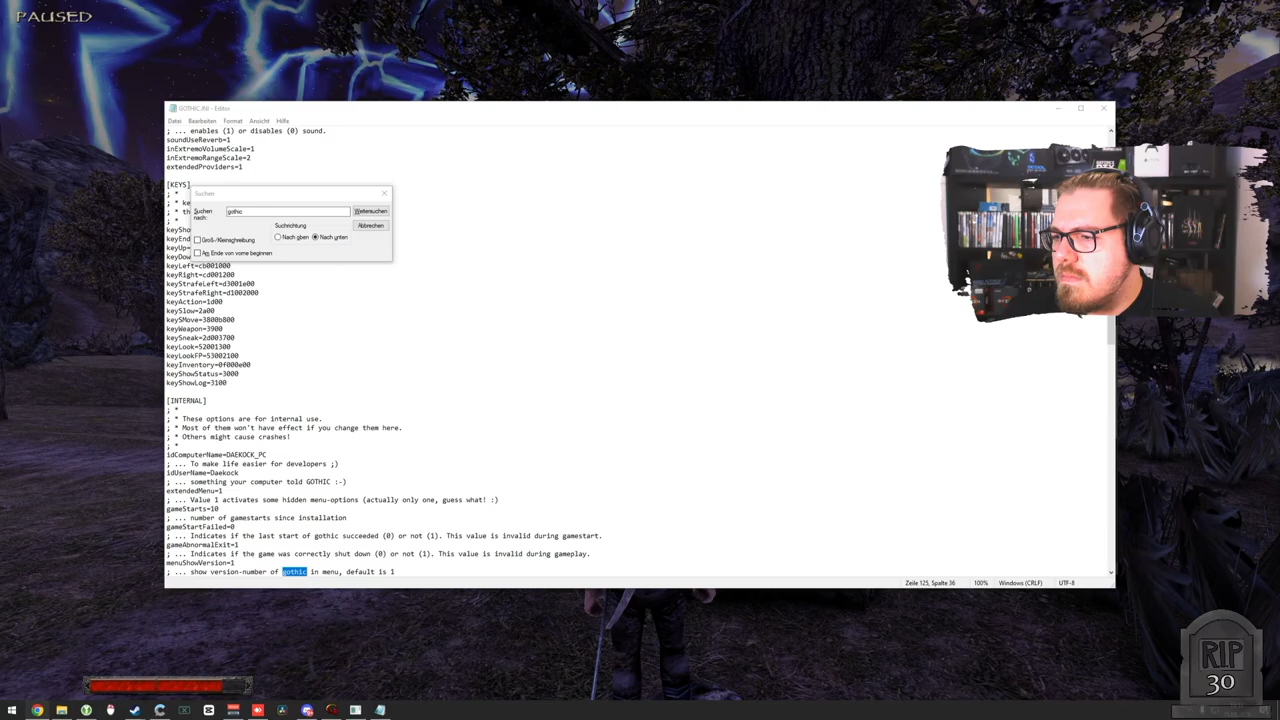 PAUSED
GOTHIC.INI - Editor
Datei Bearbeiten Format Ansicht Hilfe
; ... enables (1) or disables (0) sound.
soundUseReverb=1
inExtremoVolumeScale=1
inExtremoRangeScale=2
extendedProviders=1
[KEYS]
; *
; * ke
; * th
; *
keySho
keyEnd
keyUp=
keyDow
Suchen
Suchen nach:
gothic
Weitersuchen
Suchrichtung
Abbrechen
Nach oben
Nach unten
Groß-/Kleinschreibung
Am Ende von vorne beginnen
keyLeft=cb001000
keyRight=cd001200
keyStrafeLeft=d3001e00
keyStrafeRight=d1002000
keyAction=1d00
keySlow=2a00
keySMove=3800b800
keyWeapon=3900
keySneak=2d003700
keyLook=52001300
keyLookFP=53002100
keyInventory=0f000e00
keyShowStatus=3000
keyShowLog=3100
[INTERNAL]
; *
; * These options are for internal use.
; * Most of them won't have effect if you change them here.
; * Others might cause crashes!
; *
idComputerName=DAEKOCK_PC
; ... To make life easier for developers ;)
idUserName=Daekock
; ... something your computer told GOTHIC :-)
extendedMenu=1
; ... Value 1 activates some hidden menu-options (actually only one, guess what! :)
gameStarts=10
; ... number of gamestarts since installation
gameStartFailed=0
; ... Indicates if the last start of gothic succeeded (0) or not (1). This value is invalid during gamestart.
gameAbnormalExit=1
; ... Indicates if the game was correctly shut down (0) or not (1). This value is invalid during gameplay.
menuShowVersion=1
; ... show version-number of gothic in menu, default is 1
Zeile 125, Spalte 36 100% Windows (CRLF) UTF-8
RIP
30